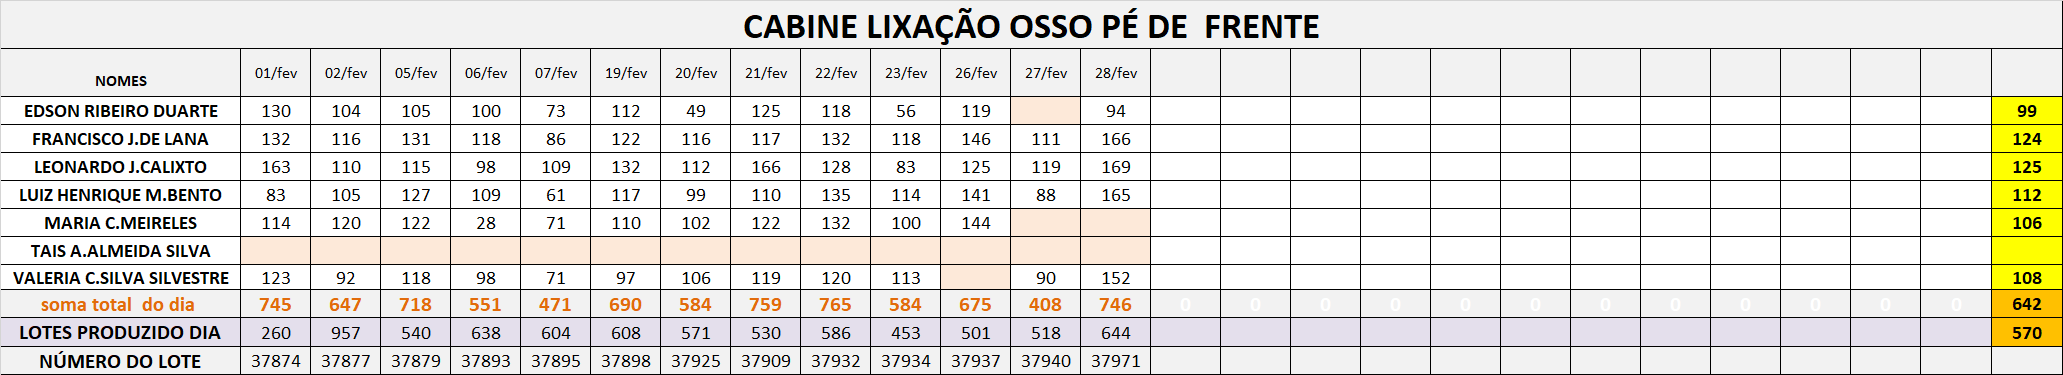 CABINE LIXAÇÃO OSSO PÉ DE FRENTE
NOMES 01/fev 02/fev 05/fev 06/fev 07/fev 19/fev 20/fev 21/fev 22/fev 23/fev 26/fev 27/fev 28/fev
EDSON RIBEIRO DUARTE 130 104 105 100 73 112 49 125 118 56 119 94 99
FRANCISCO J.DE LANA 132 116 131 118 86 122 116 117 132 118 146 111 166 124
LEONARDO J.CALIXTO 163 110 115 98 109 132 112 166 128 83 125 119 169 125
LUIZ HENRIQUE M.BENTO 83 105 127 109 61 117 99 110 135 114 141 88 165 112
MARIA C.MEIRELES 114 120 122 28 71 110 102 122 132 100 144 106
TAIS A.ALMEIDA SILVA
VALERIA C.SILVA SILVESTRE 123 92 118 98 71 97 106 119 120 113 90 152 108
soma total do dia 745 647 718 551 471 690 584 759 765 584 675 408 746 0 0 0 0 0 0 0 0 0 0 0 0 642
LOTES PRODUZIDO DIA 260 957 540 638 604 608 571 530 586 453 501 518 644 570
NÚMERO DO LOTE 37874 37877 37879 37893 37895 37898 37925 37909 37932 37934 37937 37940 37971